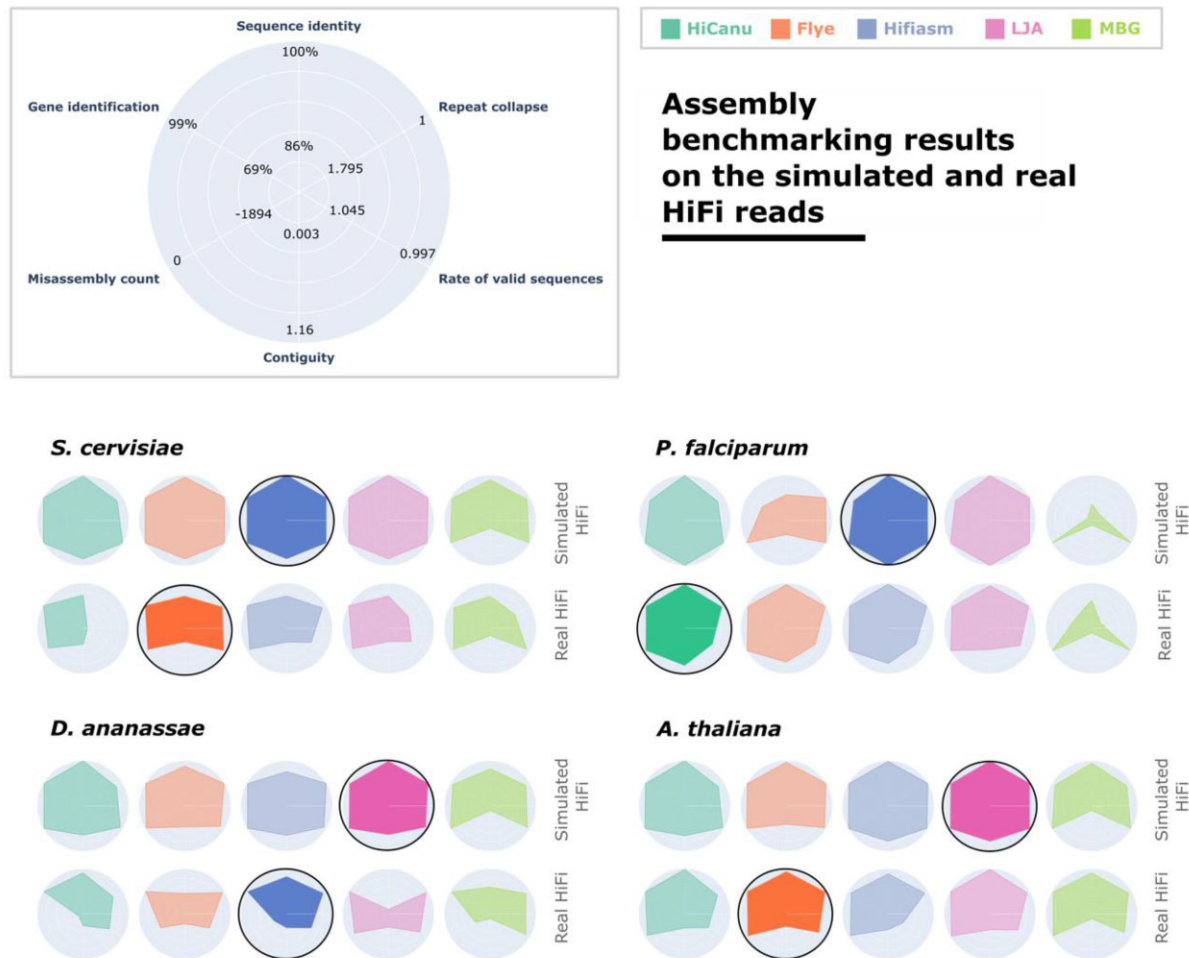 Sequence identity
100%
Gene identification
Repeat collapse
99%
1
86%
69%
1.795
-1894
1.045
0.003
0
0.997
Misassembly count
Rate of valid sequences
1.16
Contiguity
HiCanu Flye Hifiasm LJA MBG
Assembly
benchmarking results
on the simulated and real
HiFi reads
S. cervisiae
Simulated
HiFi
Real HiFi
P. falciparum
Simulated
HiFi
Real HiFi
D. ananassae
Simulated
HiFi
Real HiFi
A. thaliana
Simulated
HiFi
Real HiFi